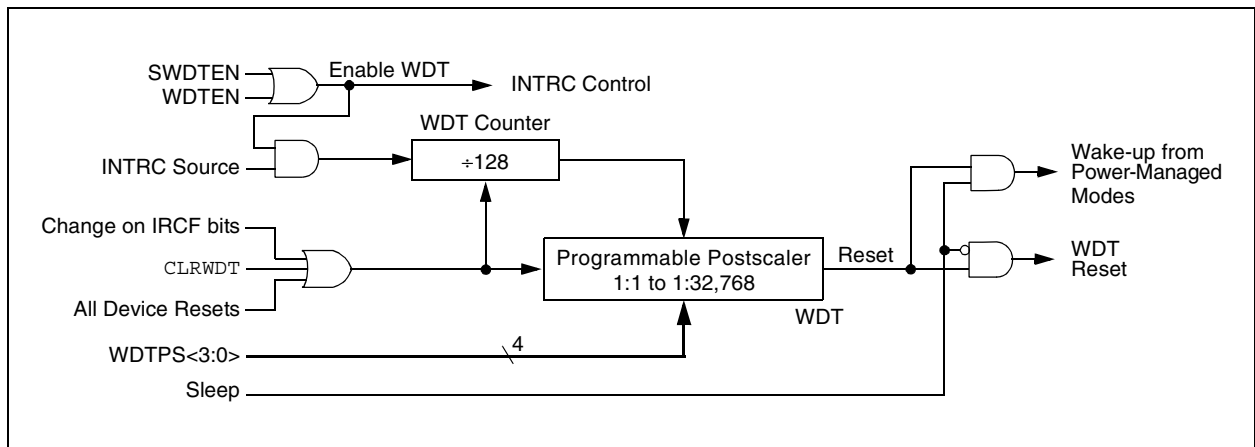 SWDTEN
WDTEN
Enable WDT
INTRC Control
WDT Counter
INTRC Source
÷128
Wake-up from
Power-Managed
Modes
Change on IRCF bits
CLRWDT
All Device Resets
Programmable Postscaler
1:1 to 1:32,768
Reset
WDT
Reset
WDT
WDTPS<3:0>
4
Sleep